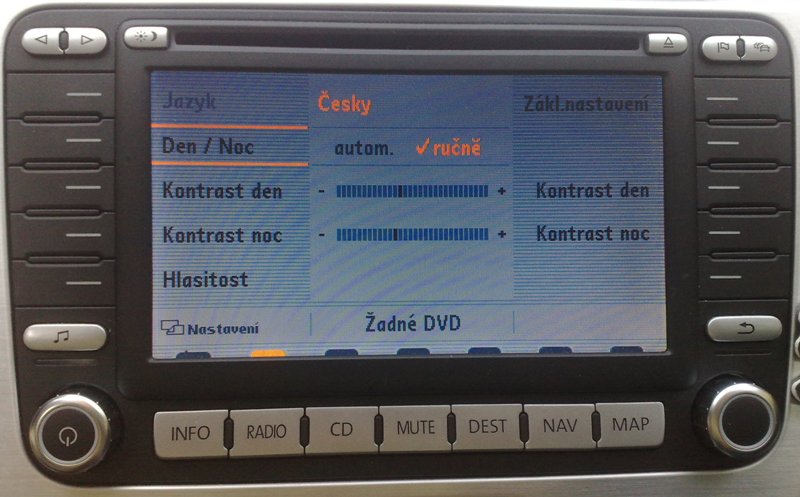 Jazyk Česky Zákl.nastavení
Den / Noc autom. ✓ručně
Kontrast den - + Kontrast den
Kontrast noc - + Kontrast noc
Hlasitost
Nastavení Žadné DVD
INFO RADIO CD MUTE DEST NAV MAP